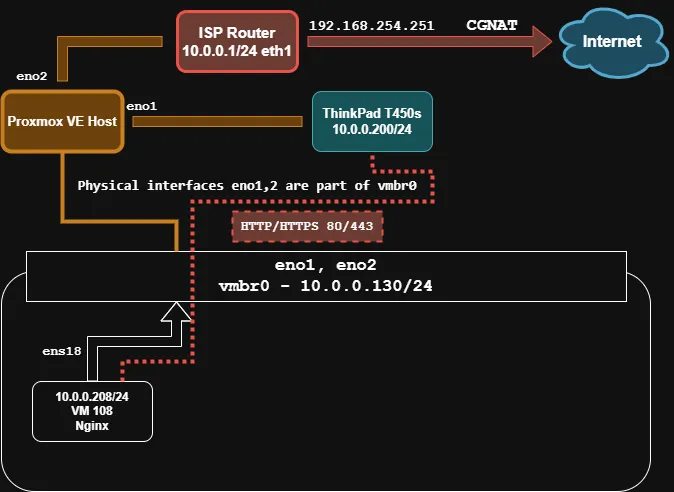 ISP Router
10.0.0.1/24 eth1
192.168.254.251
CGNAT
Internet
eno2
Proxmox VE Host
eno1
ThinkPad T450s
10.0.0.200/24
Physical interfaces eno1,2 are part of vmbr0
HTTP/HTTPS 80/443
eno1, eno2
vmbr0 - 10.0.0.130/24
ens18
10.0.0.208/24
VM 108
Nginx